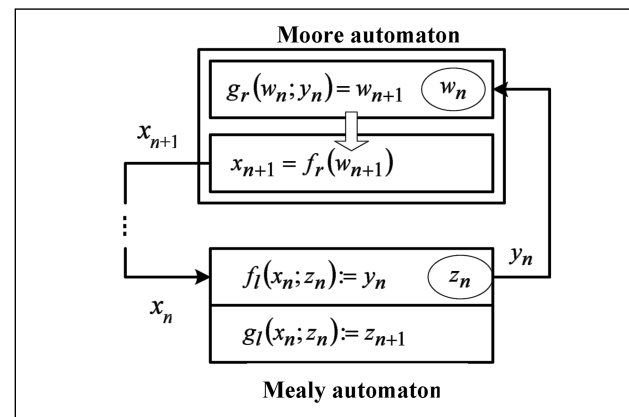 Moore automaton
g_r(w_n; y_n) = w_{n+1} w_n
x_{n+1}
x_{n+1} = f_r(w_{n+1})
f_l(x_n; z_n) := y_n z_n y_n
x_n
g_l(x_n; z_n) := z_{n+1}
Mealy automaton